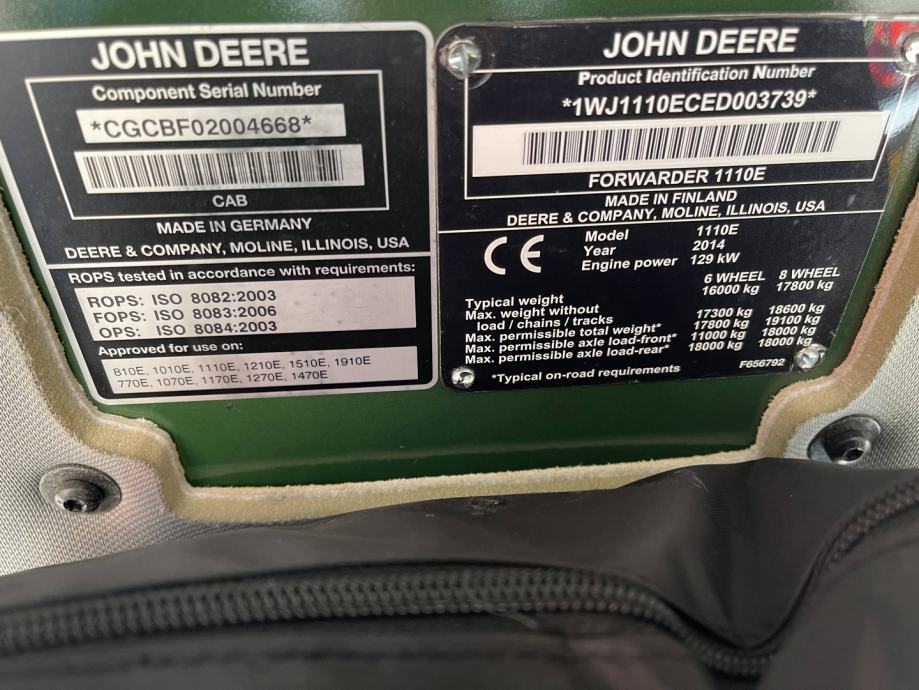 JOHN DEERE
Component Serial Number
*CGCBF02004668*
CAB
MADE IN GERMANY
DEERE & COMPANY, MOLINE, ILLINOIS, USA
ROPS tested in accordance with requirements:
ROPS: ISO 8082:2003
FOPS: ISO 8083:2006
OPS: ISO 8084:2003
Approved for use on:
810E, 1010E, 1110E, 1210E, 1510E, 1910E
770E, 1070E, 1170E, 1270E, 1470E
JOHN DEERE
Product Identification Number
*1WJ1110ECED003739*
FORWARDER 1110E
MADE IN FINLAND
DEERE & COMPANY, MOLINE, ILLINOIS, USA
CE
Model 1110E
Year 2014
Engine power 129 kW
6 WHEEL 8 WHEEL
Typical weight 16000 kg 17800 kg
Max. weight without
load / chains / tracks 17300 kg 18600 kg
Max. permissible total weight* 17800 kg 19100 kg
Max. permissible axle load-front* 11000 kg 18000 kg
Max. permissible axle load-rear* 18000 kg 18000 kg
*Typical on-road requirements
F656792